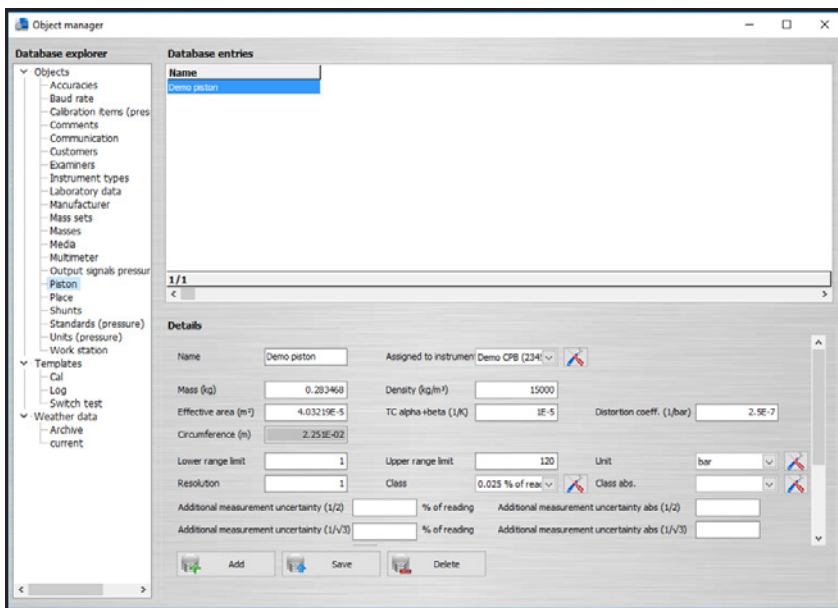 Object manager
Database explorer
Objects
Accuracies
Baud rate
Calibration items (pres
Comments
Communication
Customers
Examiners
Instrument types
Laboratory data
Manufacturer
Mass sets
Masses
Media
Multimeter
Output signals pressur
Piston
Place
Shunts
Standards (pressure)
Units (pressure)
Work station
Templates
Cal
Log
Switch test
Weather data
Archive
current
Database entries
Name
Demo piston
1/1
Details
Name Demo piston Assigned to instrument Demo CPB (234!
Mass (kg) 0.283468 Density (kg/m³) 15000
Effective area (m²) 4.03219E-5 TC alpha+beta (1/K) 1E-5 Distortion coeff. (1/bar) 2.5E-7
Circumference (m) 2.251E-02
Lower range limit 1 Upper range limit 120 Unit bar
Resolution 1 Class 0.025 % of read Class abs.
Additional measurement uncertainty (1/2) % of reading Additional measurement uncertainty abs (1/2)
Additional measurement uncertainty (1/√3) % of reading Additional measurement uncertainty abs (1/√3)
Add Save Delete